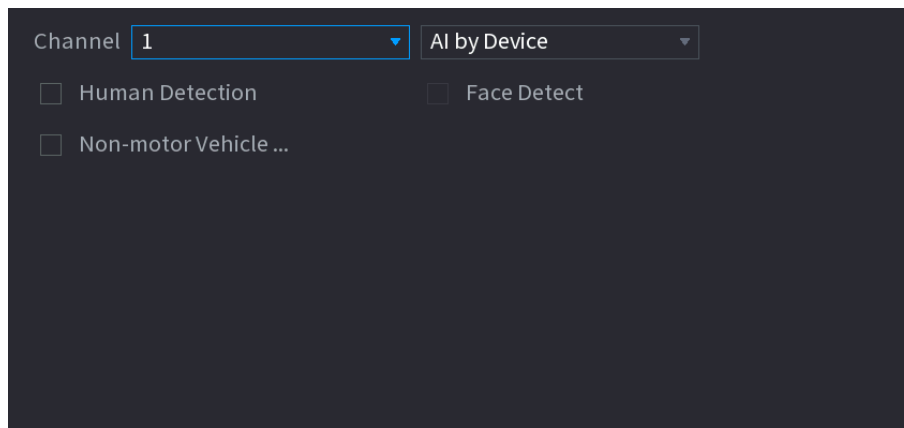 Channel 1 AI by Device
Human Detection Face Detect
Non-motor Vehicle ...